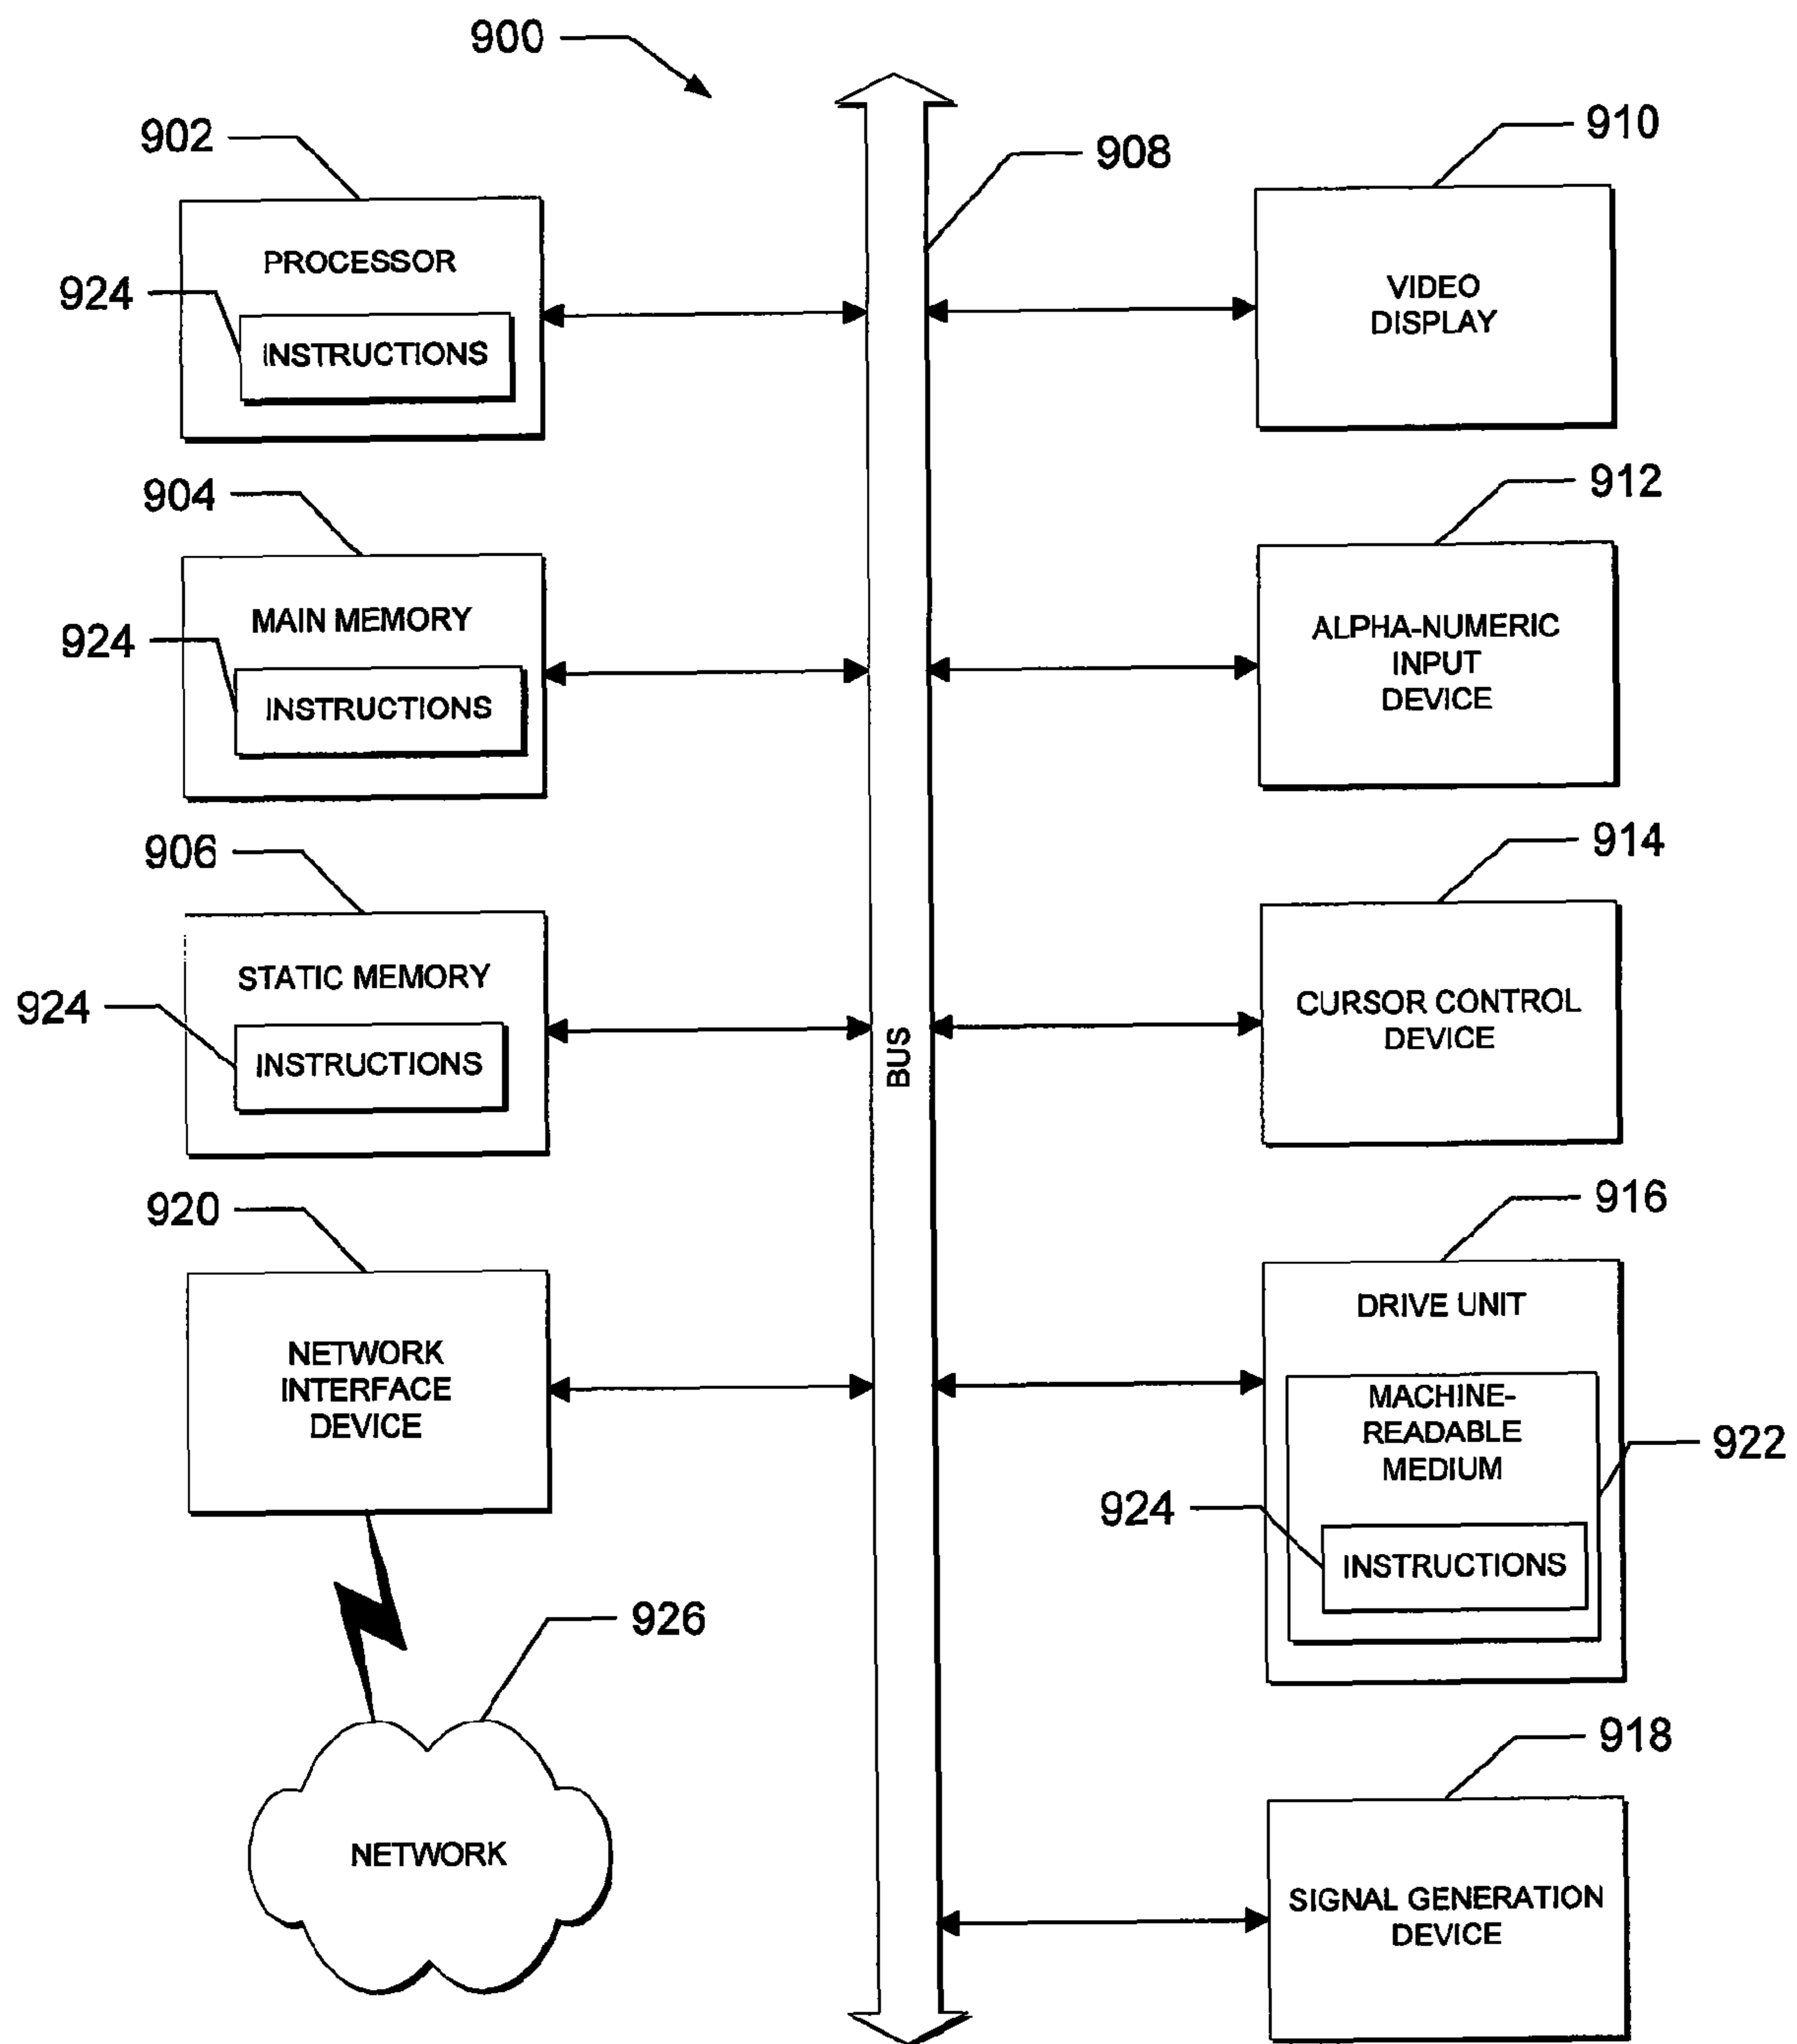 900
902
908
910
PROCESSOR
924
INSTRUCTIONS
VIDEO
DISPLAY
904
912
MAIN MEMORY
924
INSTRUCTIONS
ALPHA-NUMERIC
INPUT
DEVICE
906
914
STATIC MEMORY
924
INSTRUCTIONS
BUS
CURSOR CONTROL
DEVICE
920
916
NETWORK
INTERFACE
DEVICE
DRIVE UNIT
MACHINE-
READABLE
MEDIUM
922
924
INSTRUCTIONS
926
918
NETWORK
SIGNAL GENERATION
DEVICE